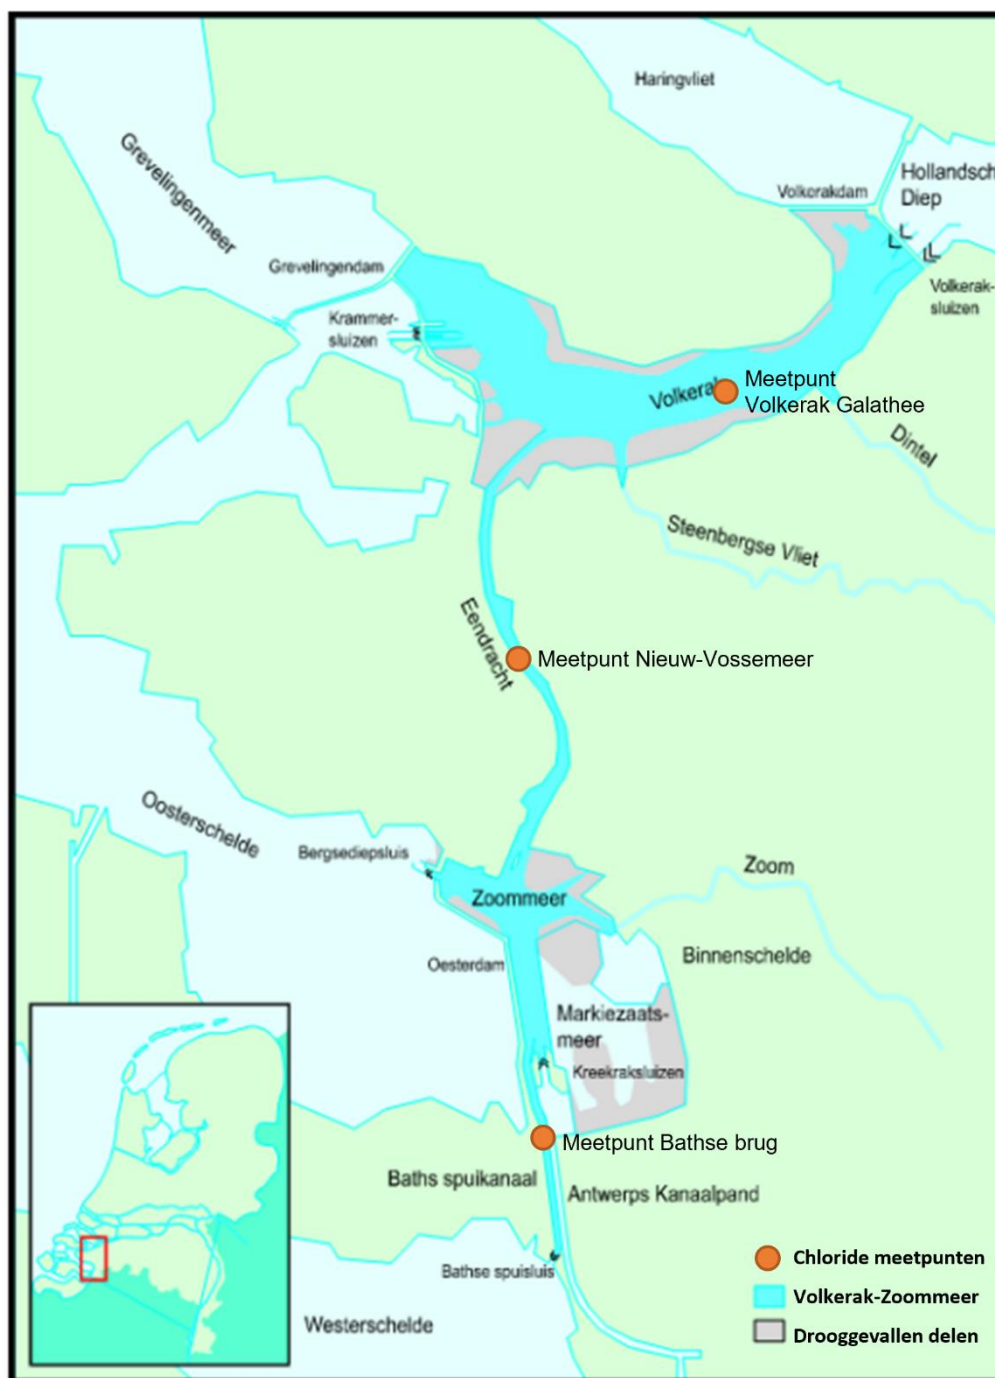 Haringvliet
Grevelingenmeer
Hollandsch
Diep
Volkerakdam
Grevelingendam
Volkerak-
sluizen
Krammer-
sluizen
Volkerak
Meetpunt
Volkerak Galathee
Dintel
Steenbergse Vliet
Eendracht
Meetpunt Nieuw-Vossemeer
Oosterschelde
Bergsediepsluis
Zoom
Zoommeer
Binnenschelde
Oesterdam
Markiezaats-
meer
Kreekraksluizen
Meetpunt Bathse brug
Baths spuikanaal
Antwerps Kanaalpand
Bathse spuisluis
Westerschelde
Chloride meetpunten
Volkerak-Zoommeer
Drooggevallen delen